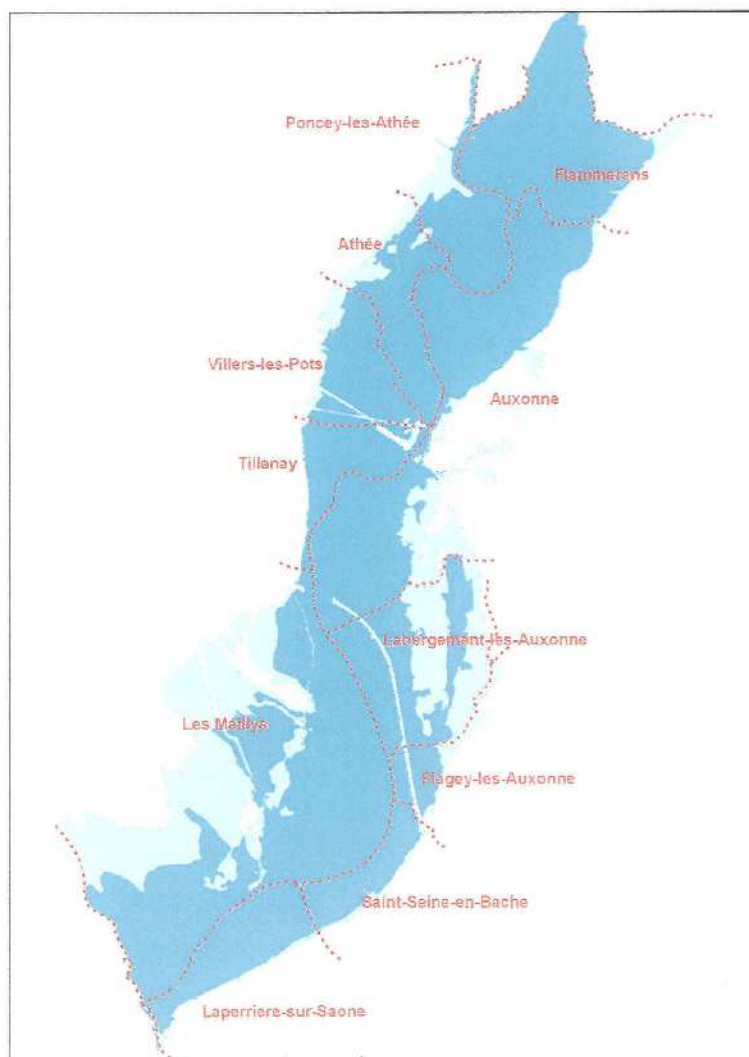 Poncey-les-Athée
Flammerans
Athée
Villers-les-Pots
Auxonne
Tillenay
Labergement-les-Auxonne
Les Maillys
Flagey-les-Auxonne
Saint-Seine-en-Bache
Laperriere-sur-Saone